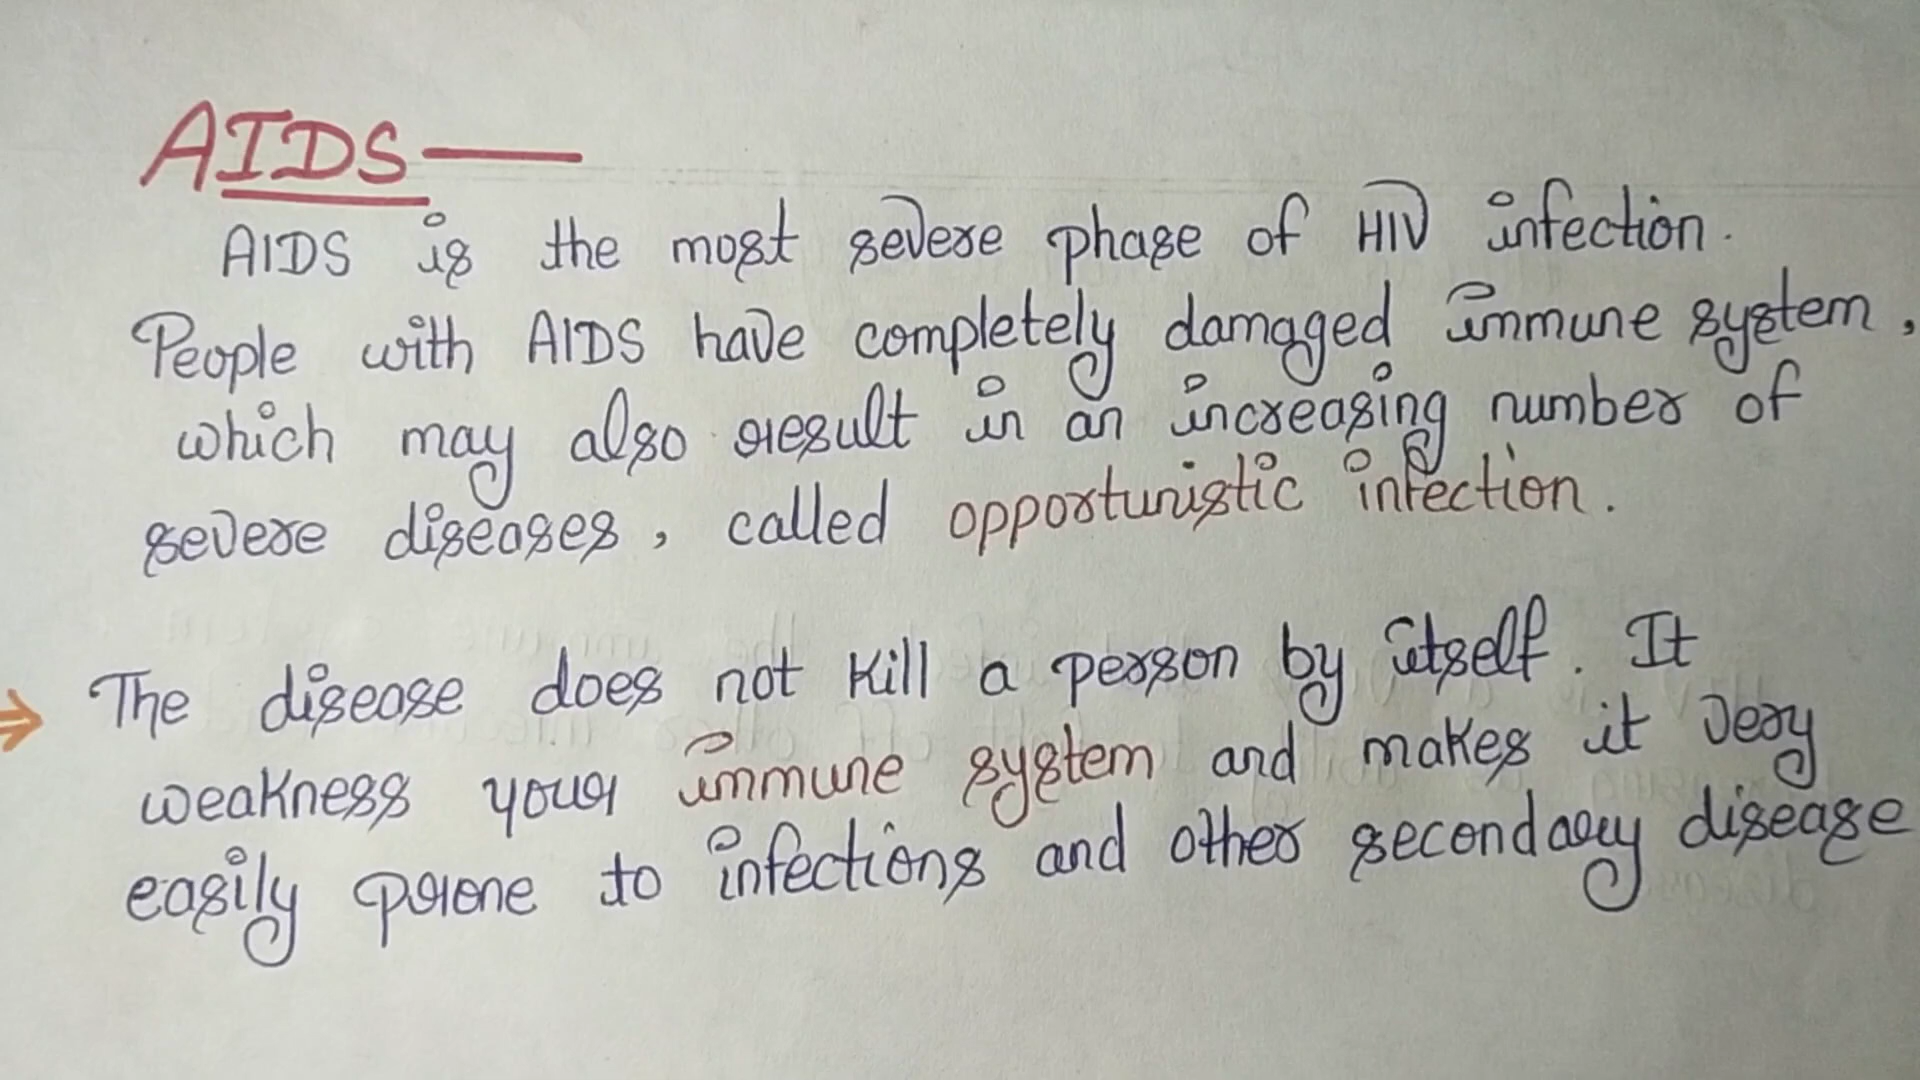 AIDS —
AIDS is the most severe phase of HIV infection.
People with AIDS have completely damaged immune system,
which may also result in an increasing number of
severe diseases, called opportunistic infection.
⇒ The disease does not kill a person by itself. It
weakness your immune system and makes it very
easily prone to infections and other secondary disease